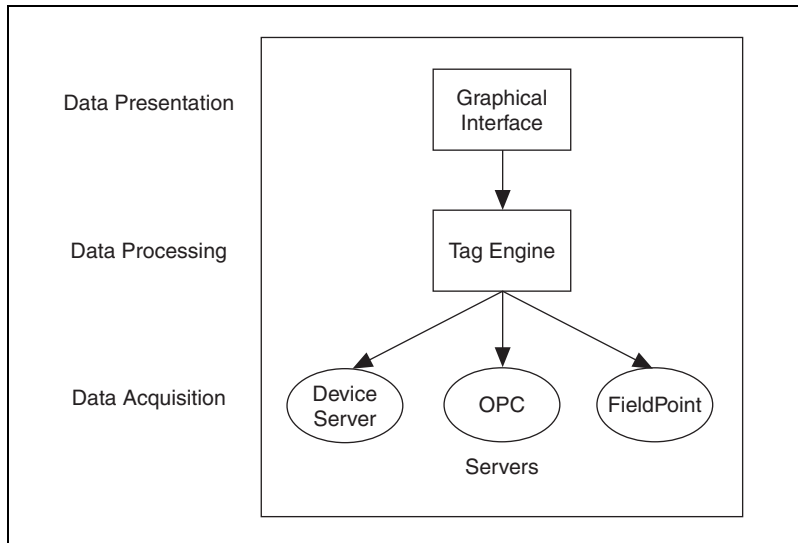 Data Presentation
Graphical
Interface
Data Processing
Tag Engine
Data Acquisition
Device
Server
OPC
FieldPoint
Servers